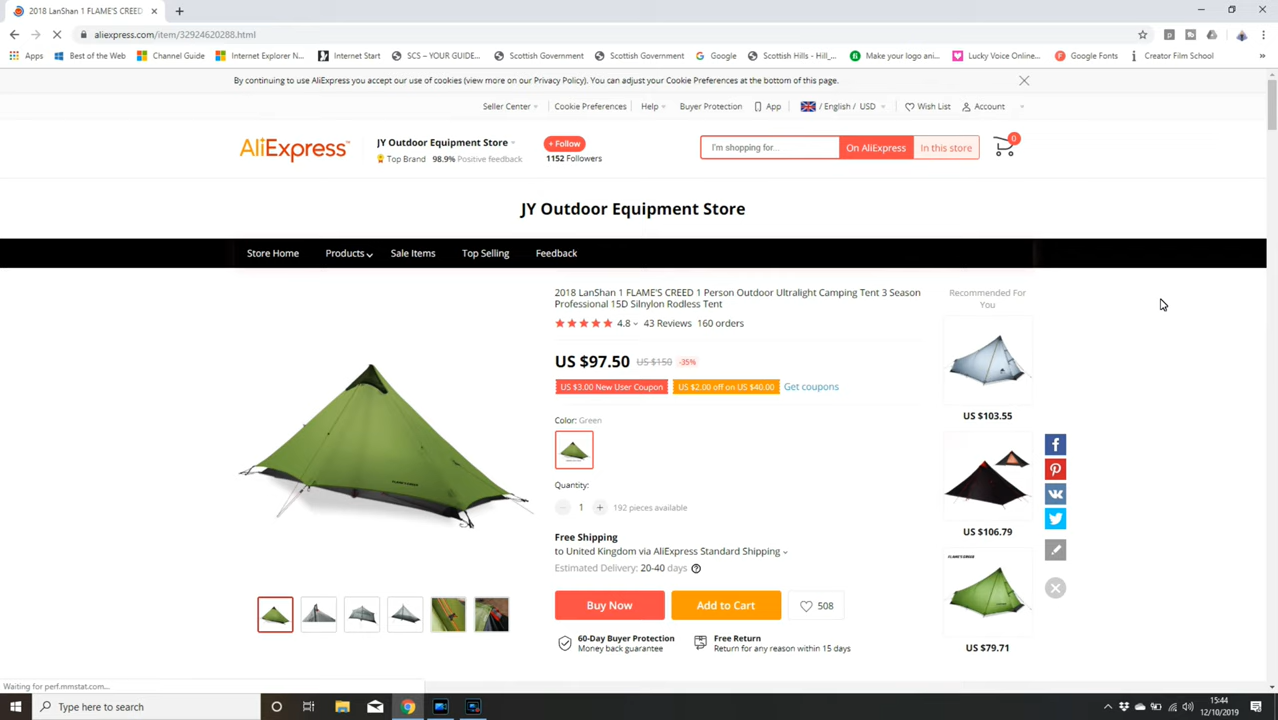 2018 LanShan 1 FLAME'S CREED
aliexpress.com/item/32924620288.html
Apps Best of the Web Channel Guide Internet Explorer N... Internet Start SCS – YOUR GUIDE... Scottish Government Scottish Government Google Scottish Hills - Hill_... Make your logo ani... Lucky Voice Online... Google Fonts Creator Film School
By continuing to use AliExpress you accept our use of cookies (view more on our Privacy Policy). You can adjust your Cookie Preferences at the bottom of this page.
Seller Center Cookie Preferences Help Buyer Protection App / English / USD Wish List Account
AliExpress™
JY Outdoor Equipment Store
Top Brand 98.9% Positive feedback
+ Follow
1152 Followers
I'm shopping for... On AliExpress In this store
0
JY Outdoor Equipment Store
Store Home Products Sale Items Top Selling Feedback
2018 LanShan 1 FLAME'S CREED 1 Person Outdoor Ultralight Camping Tent 3 Season
Professional 15D Silnylon Rodless Tent
4.8 43 Reviews 160 orders
US $97.50 US $150 -35%
US $3.00 New User Coupon US $2.00 off on US $40.00 Get coupons
Color: Green
Quantity:
1 192 pieces available
Free Shipping
to United Kingdom via AliExpress Standard Shipping
Estimated Delivery: 20-40 days
Buy Now Add to Cart 508
60-Day Buyer Protection
Money back guarantee
Free Return
Return for any reason within 15 days
Recommended For
You
US $103.55
US $106.79
FLAME'S CREED
US $79.71
FLAME'S CREED
Waiting for perf.mmstat.com...
Type here to search
15:44
12/10/2019